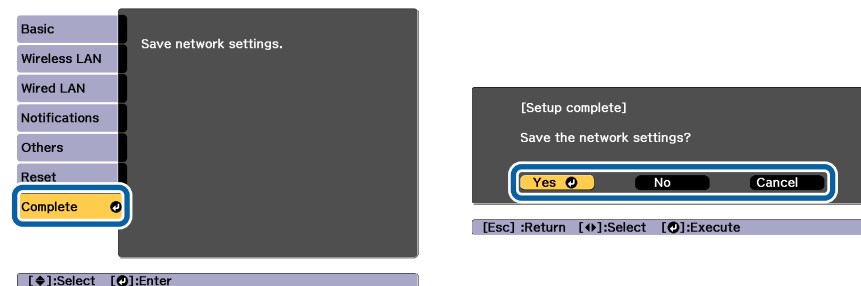 Basic
Wireless LAN
Wired LAN
Notifications
Others
Reset
Complete
Save network settings.
[◆]:Select [↵]:Enter
[Setup complete]
Save the network settings?
Yes No Cancel
[Esc] :Return [◀▶]:Select [↵]:Execute